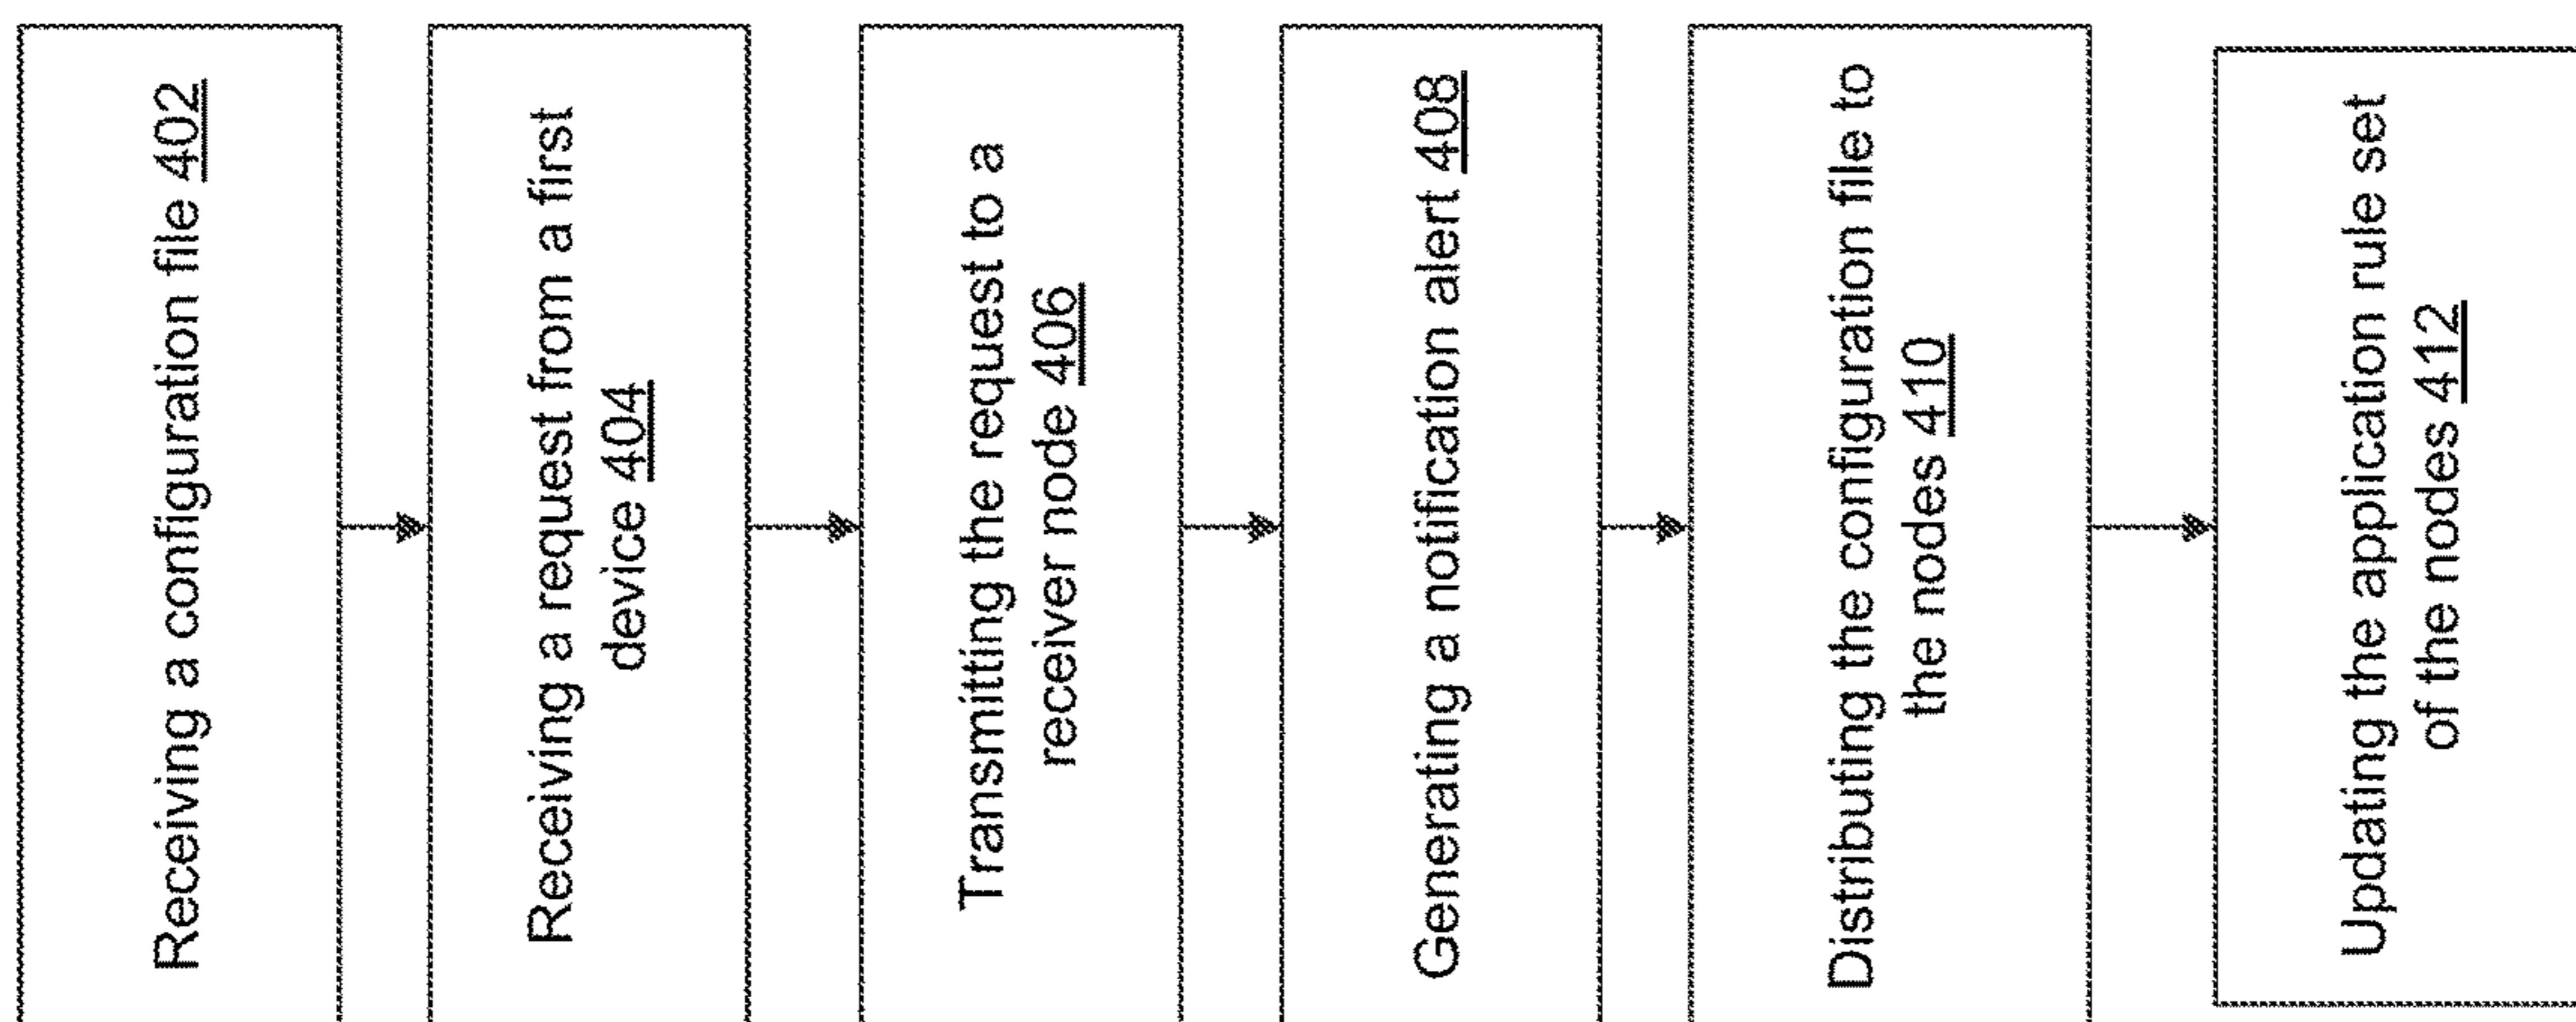 Receiving a configuration file 402
Receiving a request from a first
device 404
Transmitting the request to a
receiver node 406
Generating a notification alert 408
Distributing the configuration file to
the nodes 410
Updating the application rule set
of the nodes 412